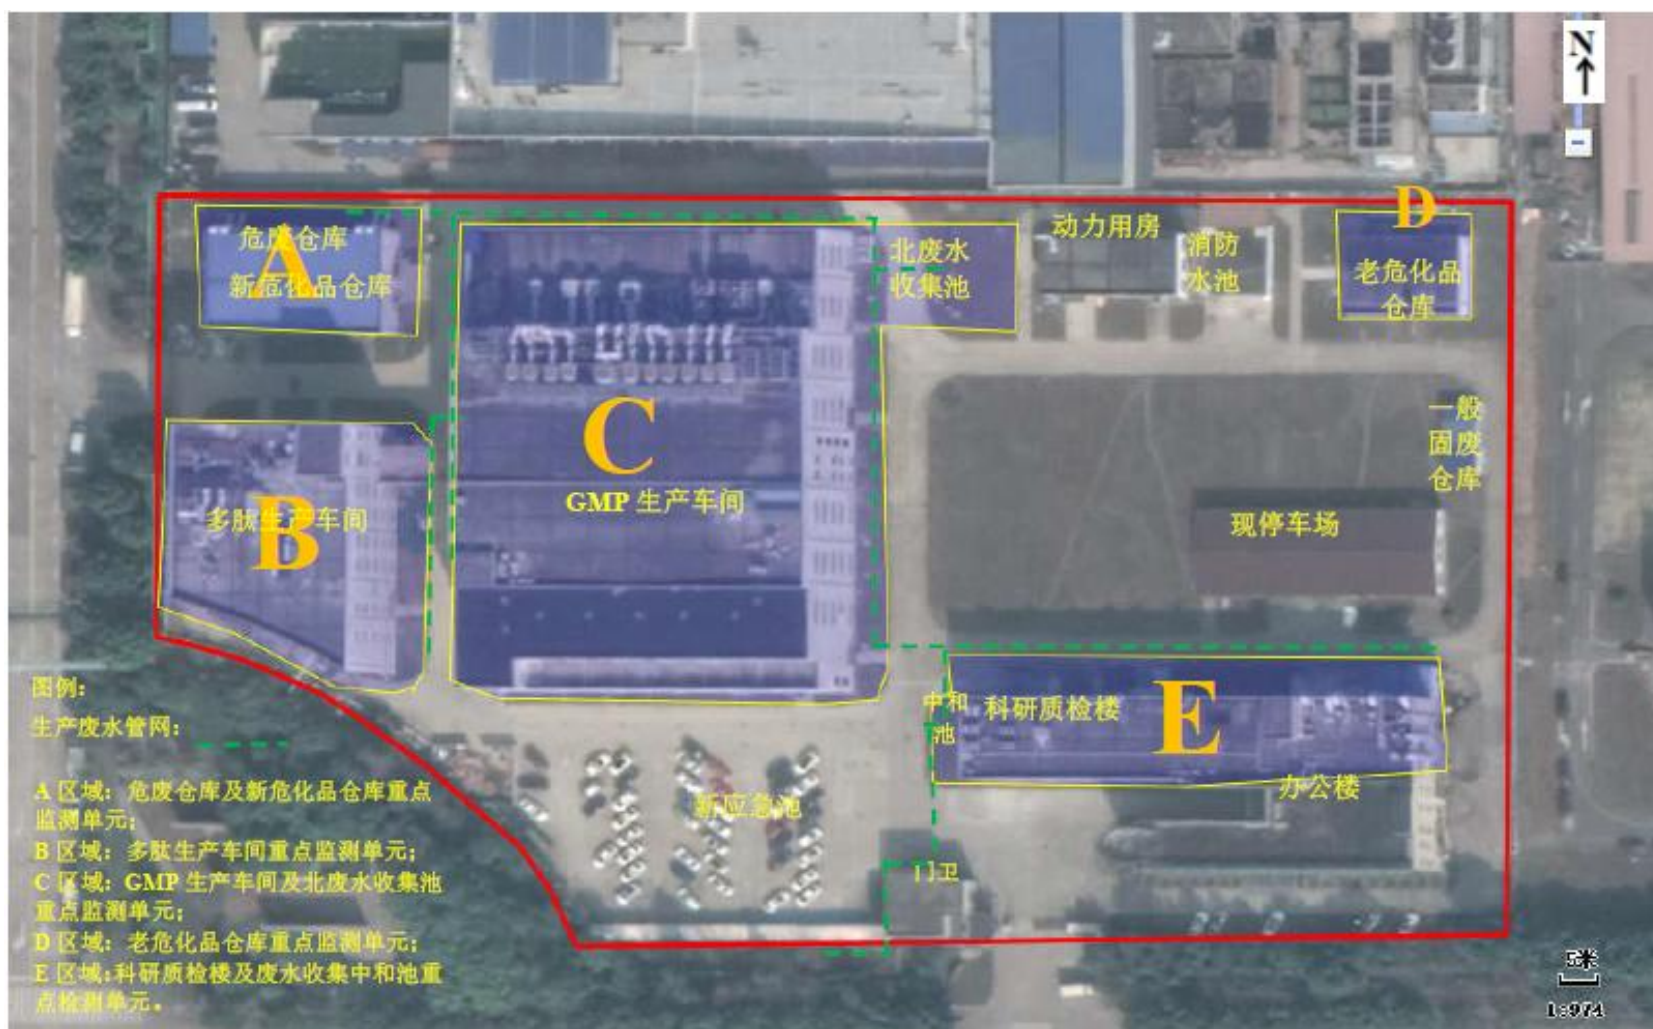 N
D
危废仓库
A
新危化品仓库
北废水
收集池
动力用房
消防
水池
老危化品
仓库
C
GMP 生产车间
一般
固废
仓库
多肽生产车间
B
现停车场
中和
池
科研质检楼
E
办公楼
新应急池
门卫
图例:
生产废水管网:
A 区域: 危废仓库及新危化品仓库重点
监测单元;
B 区域: 多肽生产车间重点监测单元;
C 区域: GMP 生产车间及北废水收集池
重点监测单元;
D 区域: 老危化品仓库重点监测单元;
E 区域:科研质检楼及废水收集中和池重
点检测单元。
5米
1:974